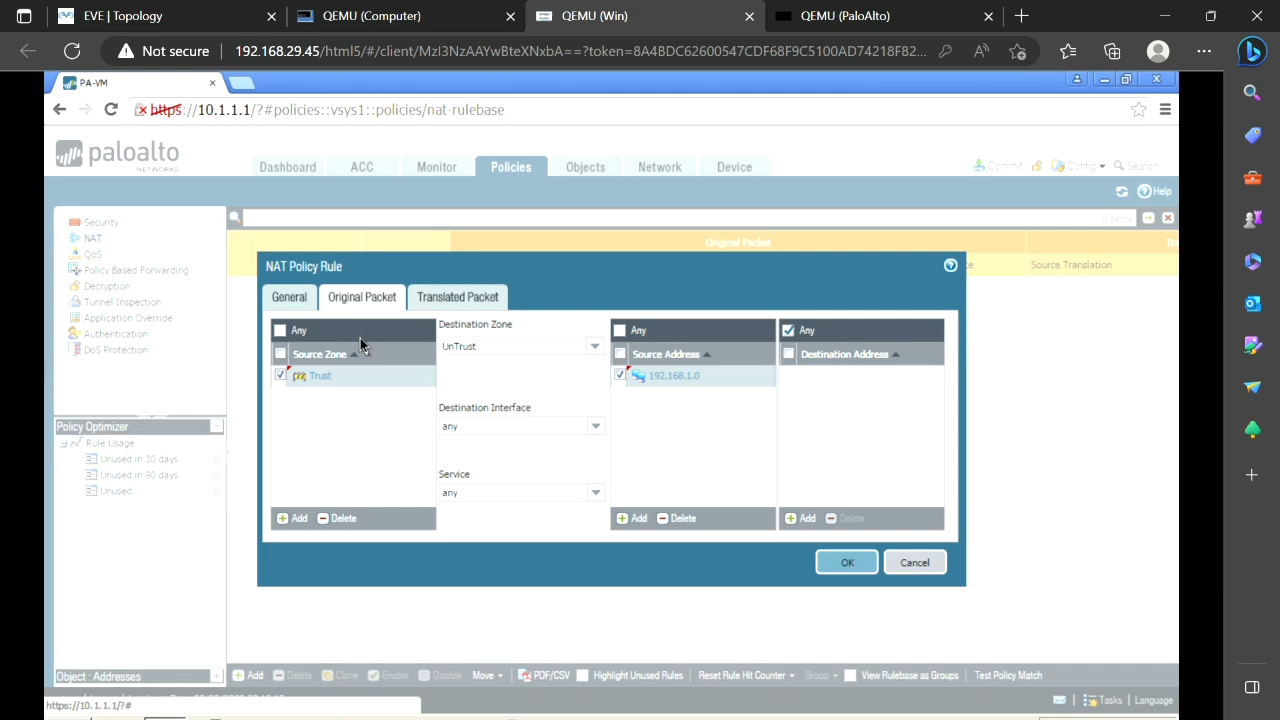 EVE | Topology
QEMU (Computer)
QEMU (Win)
QEMU (PaloAlto)
Not secure
192.168.29.45/html5/#/client/MzI3NzAAYwBteXNxbA==?token=8A4BDC62600547CDF68F9C5100AD74218F82...
PA-VM
https://10.1.1.1/?#policies::vsys1::policies/nat-rulebase
paloalto
NETWORKS
Dashboard
ACC
Monitor
Policies
Objects
Network
Device
Commit
Config
Search
Help
Security
NAT
QoS
Policy Based Forwarding
Decryption
Tunnel Inspection
Application Override
Authentication
DoS Protection
0 items
Original Packet
Source Translation
NAT Policy Rule
General
Original Packet
Translated Packet
Any
Source Zone
Trust
Add
Delete
Destination Zone
UnTrust
Destination Interface
any
Service
any
Any
Source Address
192.168.1.0
Add
Delete
Any
Destination Address
Add
Delete
OK
Cancel
Policy Optimizer
Rule Usage
Unused in 30 days 0
Unused in 90 days 0
Unused 0
Object : Addresses
Add
Delete
Clone
Enable
Disable
Move
PDF/CSV
Highlight Unused Rules
Reset Rule Hit Counter
Group
View Rulebase as Groups
Test Policy Match
https://10.1.1.1/?#
Tasks
Language